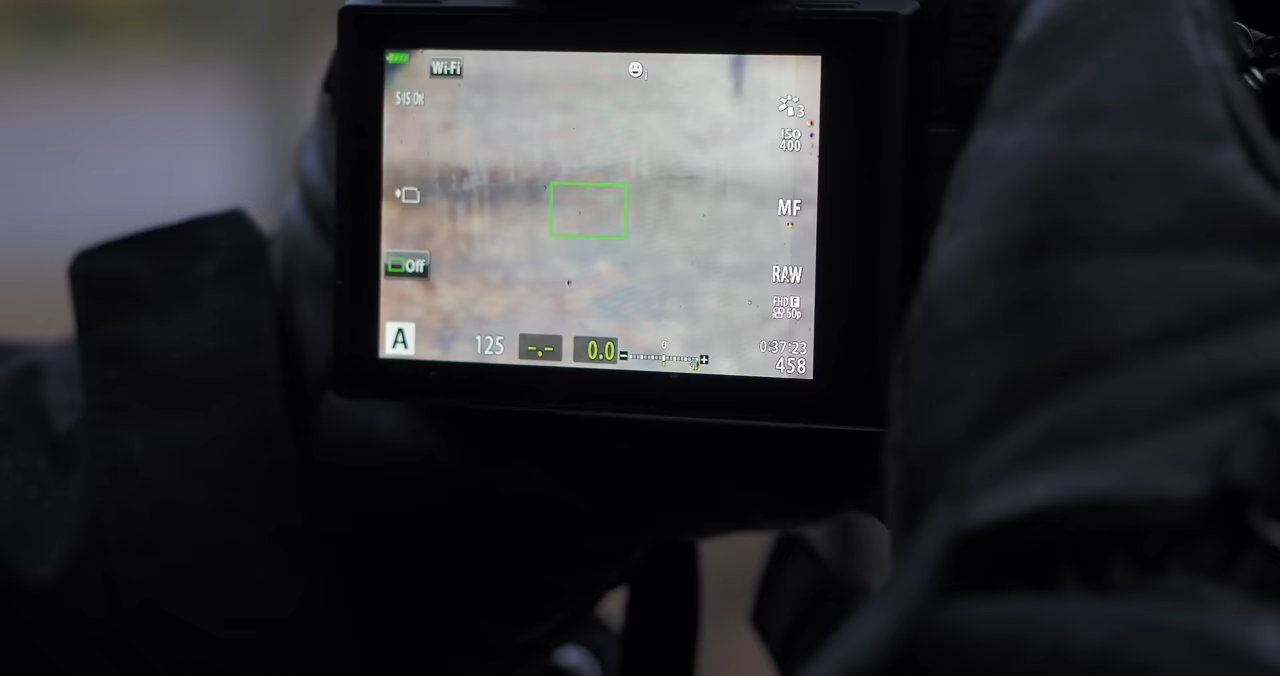 Wi-Fi
i
S-IS ON
3
ISO
400
MF
Off
RAW
FHD F
50p
A
125
-.-
0.0
0
0:37:23
458